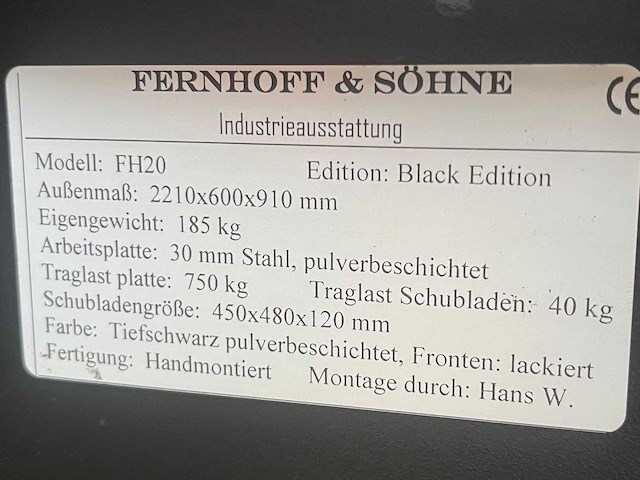 FERNHOFF & SÖHNE
CE
Industrieausstattung
Modell: FH20 Edition: Black Edition
Außenmaß: 2210x600x910 mm
Eigengewicht: 185 kg
Arbeitsplatte: 30 mm Stahl, pulverbeschichtet
Traglast platte: 750 kg Traglast Schubladen: 40 kg
Schubladengröße: 450x480x120 mm
Farbe: Tiefschwarz pulverbeschichtet, Fronten: lackiert
Fertigung: Handmontiert Montage durch: Hans W.